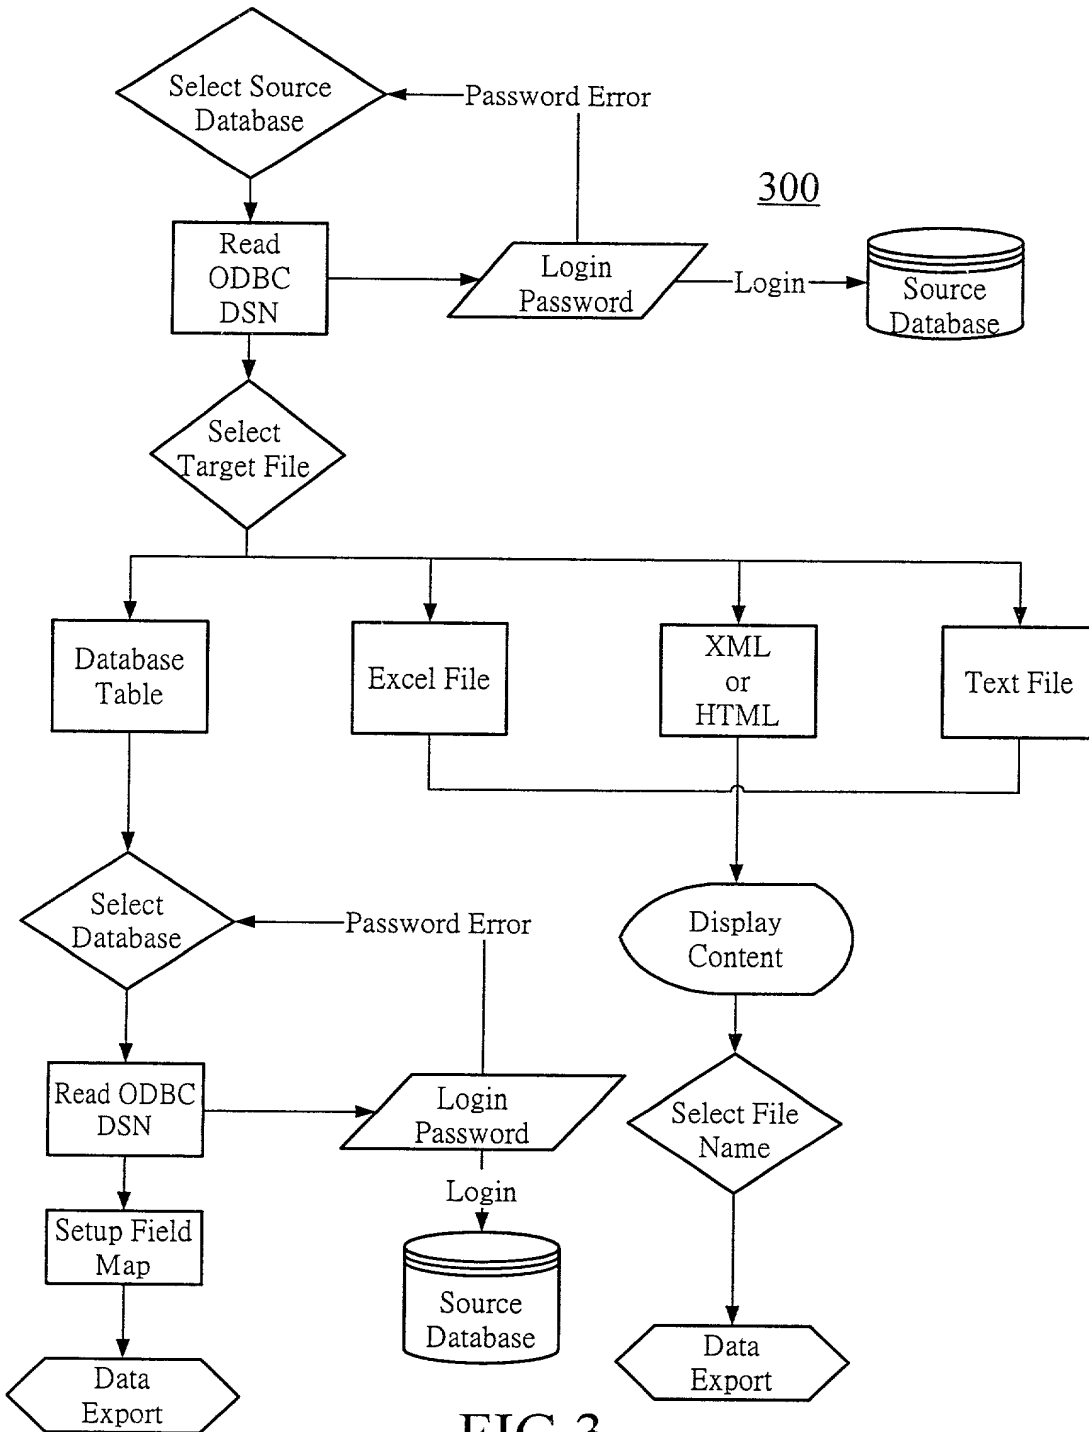 Select Source
Database
Password Error
300
Read
ODBC
DSN
Login
Password
Login
Source
Database
Select
Target File
Database
Table
Excel File
XML
or
HTML
Text File
Select
Database
Password Error
Display
Content
Read ODBC
DSN
Login
Password
Select File
Name
Login
Setup Field
Map
Source
Database
Data
Export
Data
Export
FIG.3